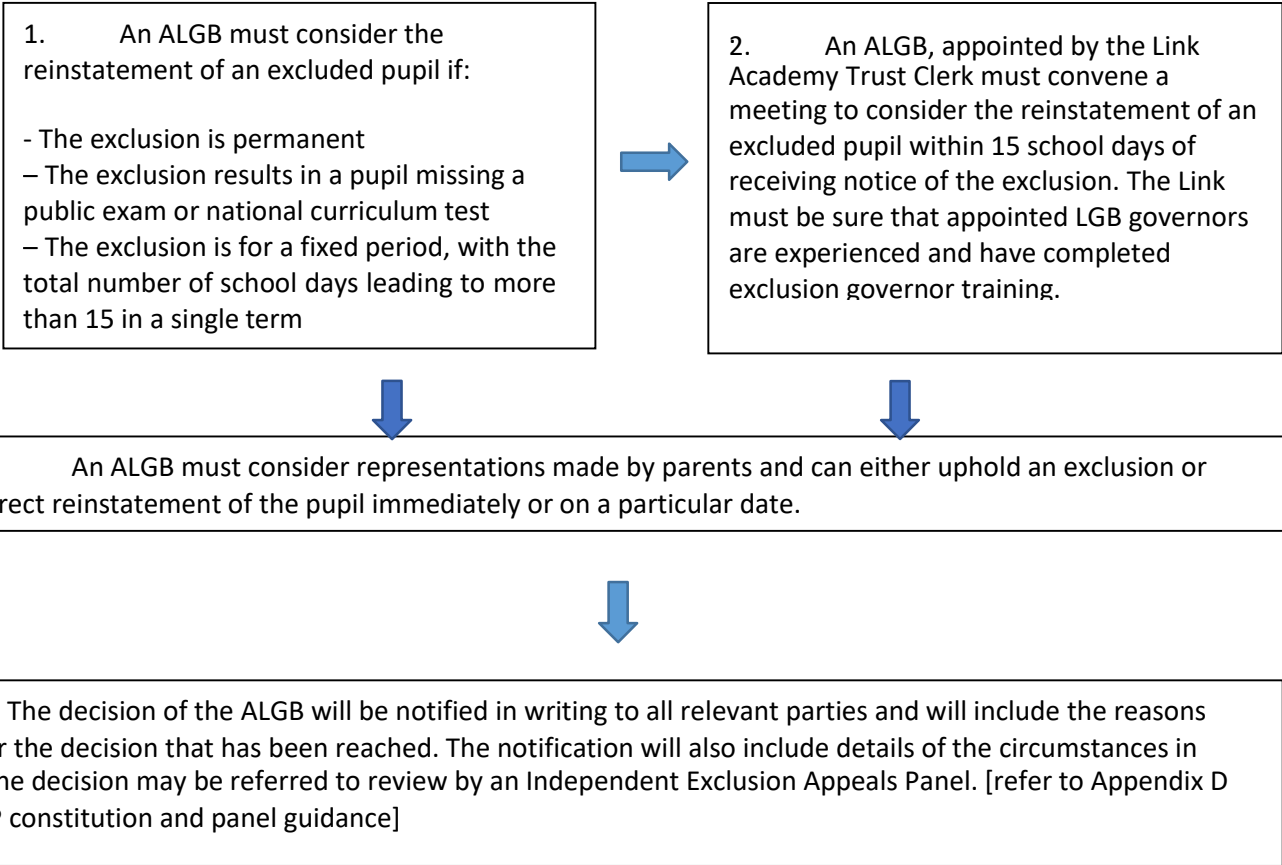 1. An ALGB must consider the
reinstatement of an excluded pupil if:
- The exclusion is permanent
– The exclusion results in a pupil missing a
public exam or national curriculum test
– The exclusion is for a fixed period, with the
total number of school days leading to more
than 15 in a single term
2. An ALGB, appointed by the Link
Academy Trust Clerk must convene a
meeting to consider the reinstatement of an
excluded pupil within 15 school days of
receiving notice of the exclusion. The Link
must be sure that appointed LGB governors
are experienced and have completed
exclusion governor training.
An ALGB must consider representations made by parents and can either uphold an exclusion or
rect reinstatement of the pupil immediately or on a particular date.
The decision of the ALGB will be notified in writing to all relevant parties and will include the reasons
r the decision that has been reached. The notification will also include details of the circumstances in
he decision may be referred to review by an Independent Exclusion Appeals Panel. [refer to Appendix D
constitution and panel guidance]